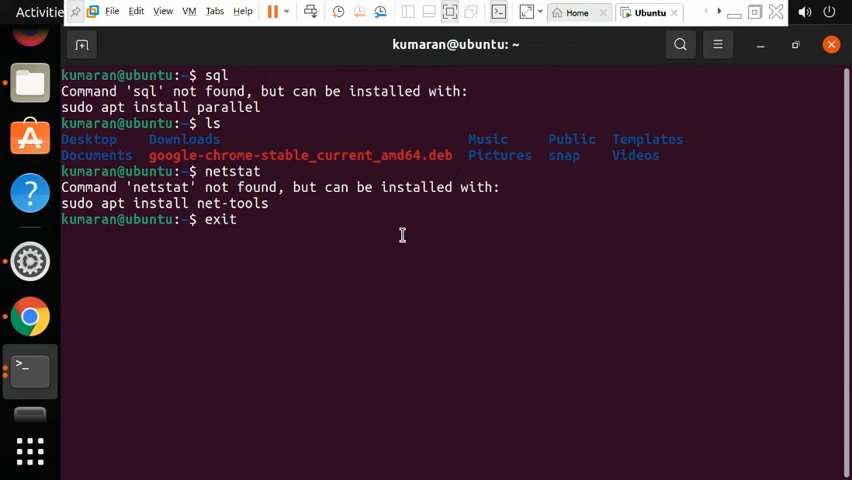 Activities File Edit View VM Tabs Help Home Ubuntu
kumaran@ubuntu: ~
kumaran@ubuntu:~$ sql
Command 'sql' not found, but can be installed with:
sudo apt install parallel
kumaran@ubuntu:~$ ls
Desktop Downloads Music Public Templates
Documents google-chrome-stable_current_amd64.deb Pictures snap Videos
kumaran@ubuntu:~$ netstat
Command 'netstat' not found, but can be installed with:
sudo apt install net-tools
kumaran@ubuntu:~$ exit